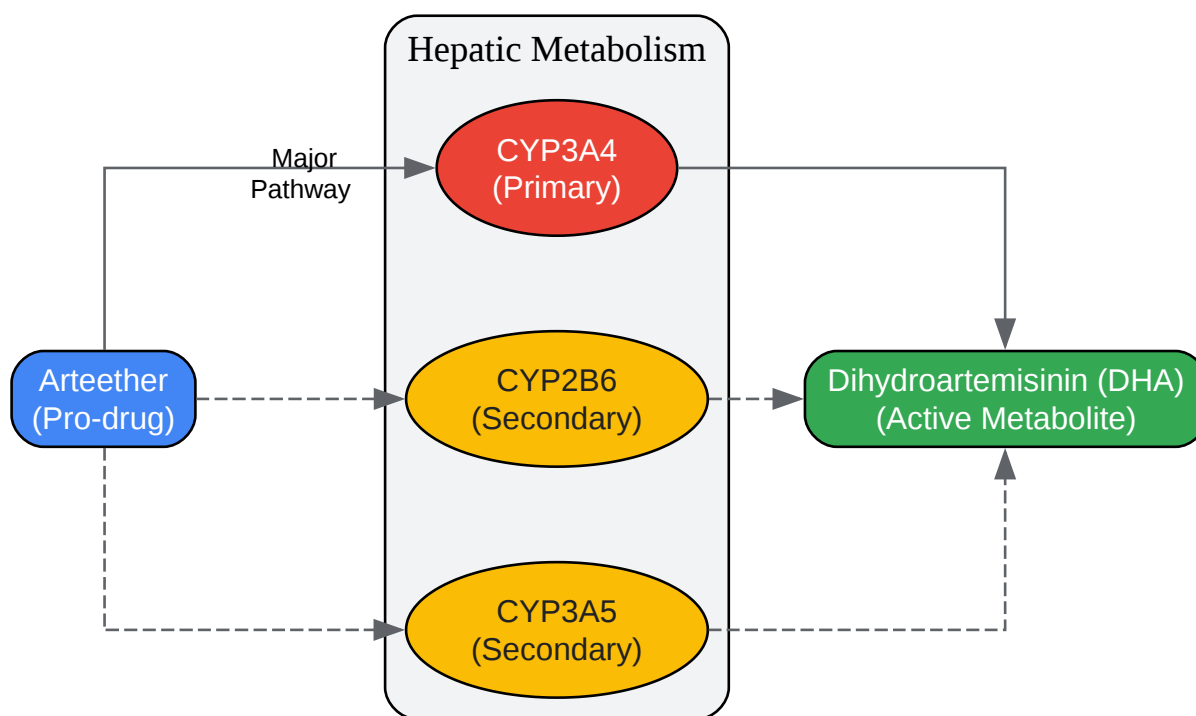 Hepatic Metabolism
Major
Pathway
CYP3A4
(Primary)
Arteether
(Pro-drug)
CYP2B6
(Secondary)
Dihydroartemisinin (DHA)
(Active Metabolite)
CYP3A5
(Secondary)